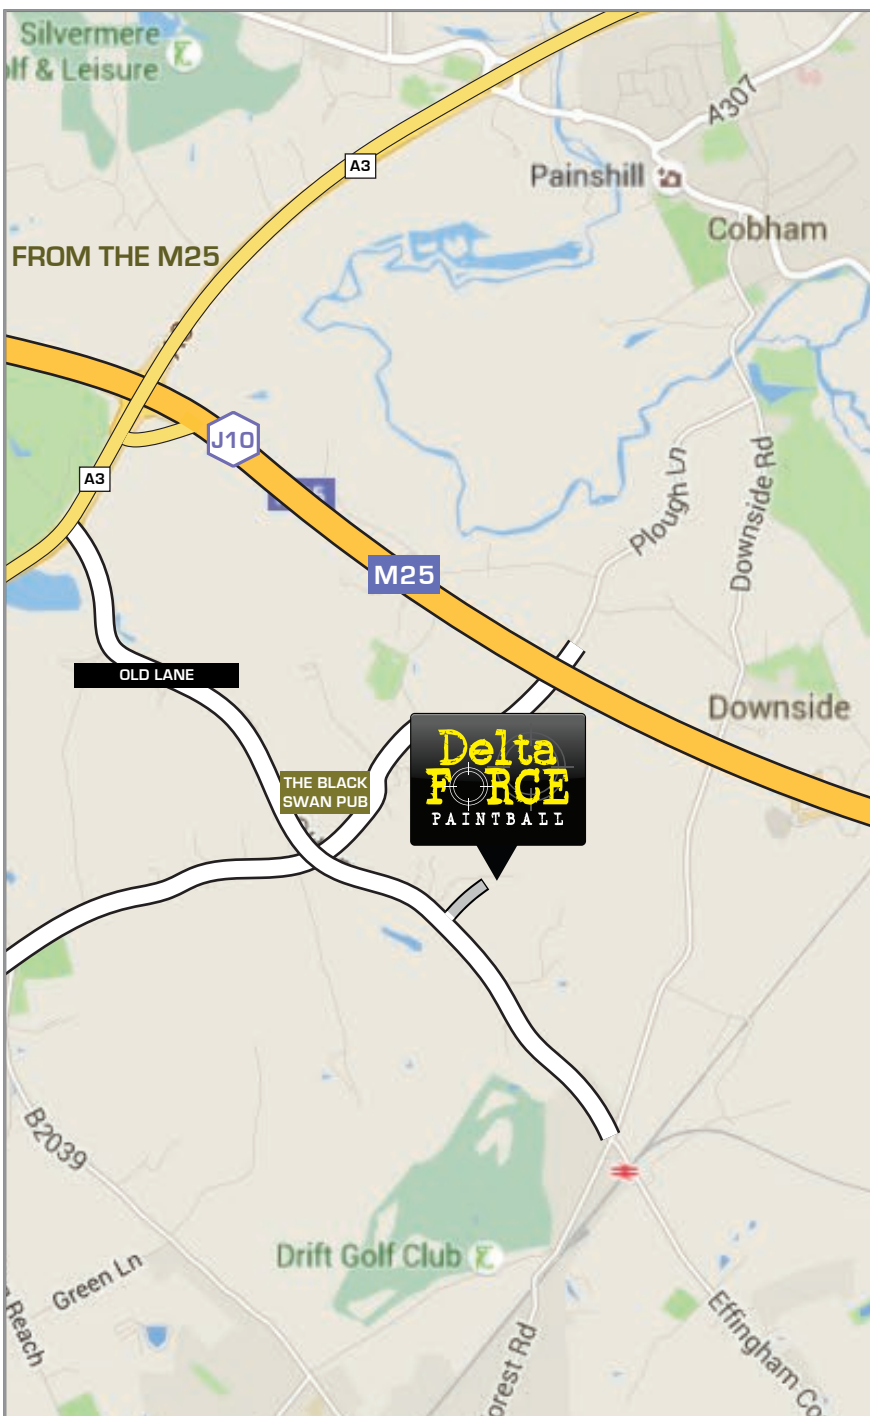 Silvermere
lf & Leisure
A3
A307
Painshill
Cobham
FROM THE M25
J10
A3
Plough Ln
Downside Rd
M25
OLD LANE
Downside
Delta
FORCE
PAINTBALL
THE BLACK
SWAN PUB
B2039
Drift Golf Club
Green Ln
Reach
orest Rd
Effingham Co